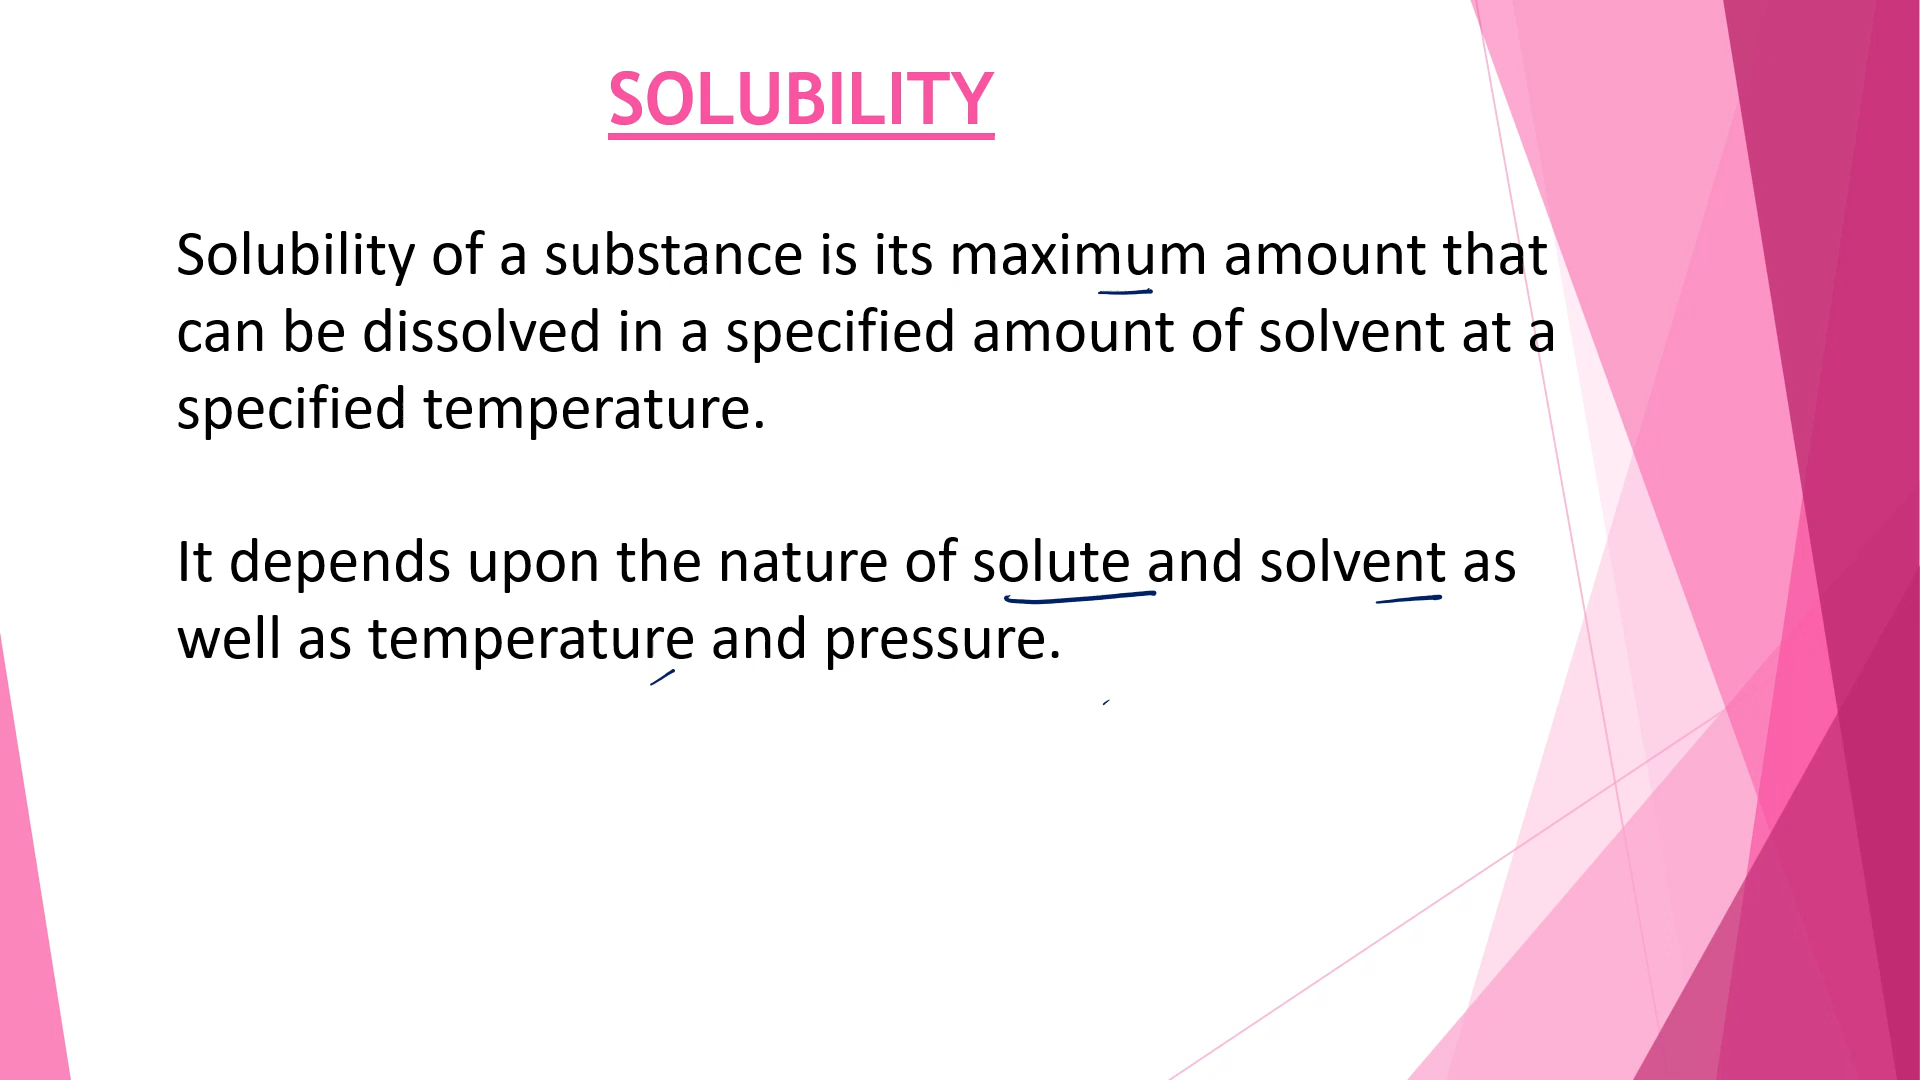 SOLUBILITY
Solubility of a substance is its maximum amount that
can be dissolved in a specified amount of solvent at a
specified temperature.
It depends upon the nature of solute and solvent as
well as temperature and pressure.